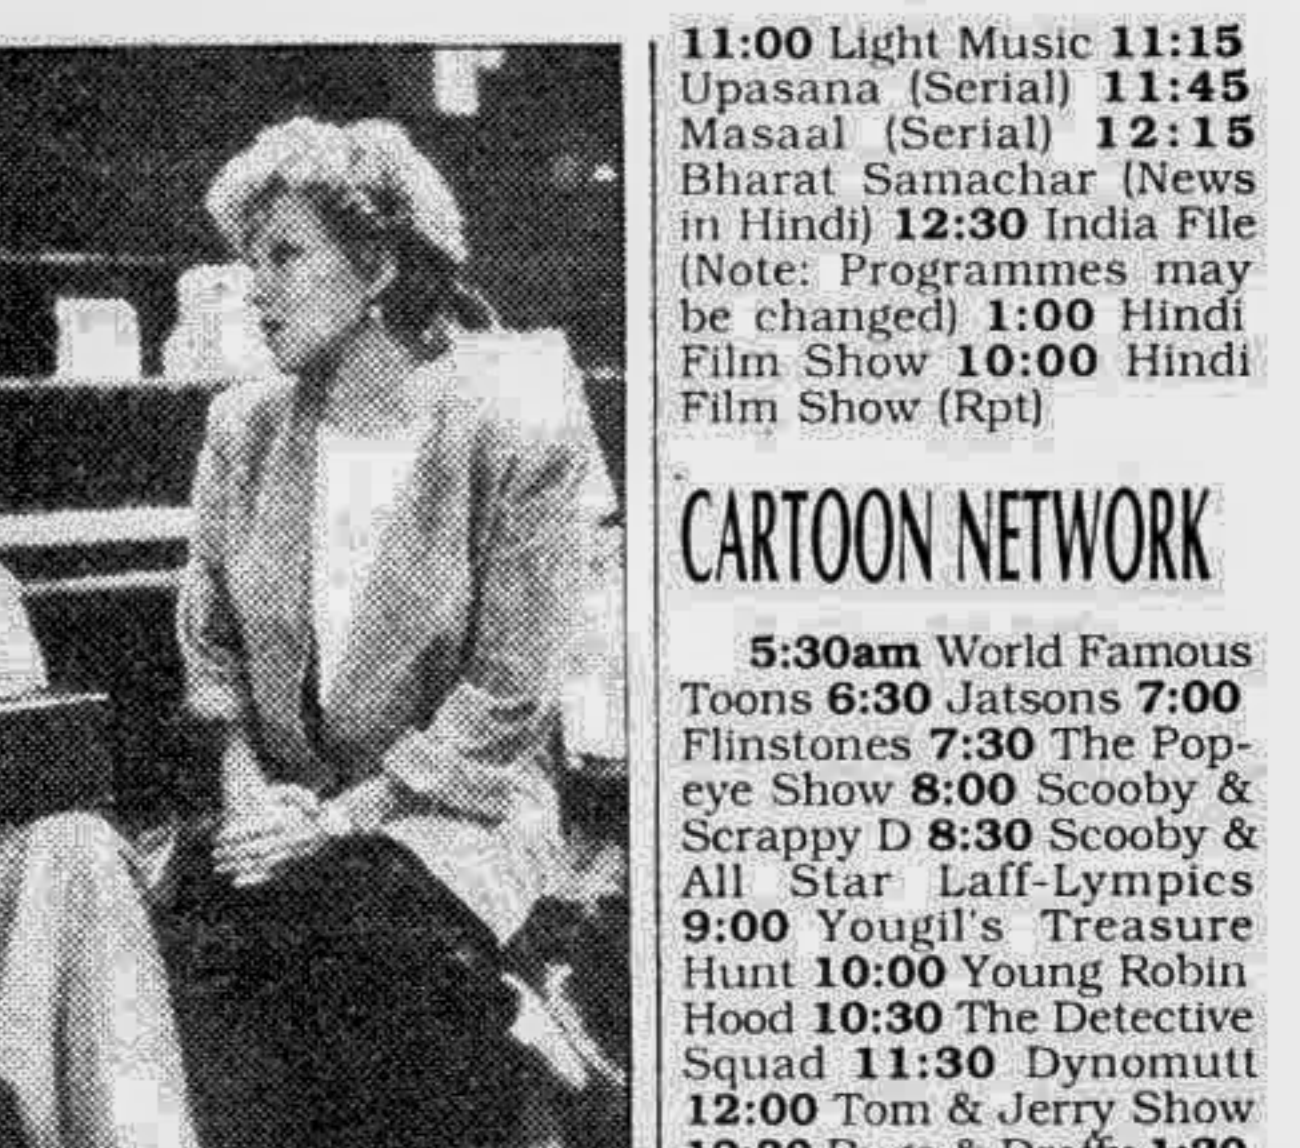 11:00 Light Music 11:15
Upasana (Serial) 11:45
Masaal (Serial) 12:15
Bharat Samachar (News
in Hindi) 12:30 India File
(Note: Programmes may
be changed) 1:00 Hindi
Film Show 10:00 Hindi
Film Show (Rpt)
CARTOON NETWORK
5:30am World Famous
Toons 6:30 Jatsons 7:00
Flinstones 7:30 The Pop-
eye Show 8:00 Scooby &
Scrappy D 8:30 Scooby &
All Star Laff-Lympics
9:00 Yougil's Treasure
Hunt 10:00 Young Robin
Hood 10:30 The Detective
Squad 11:30 Dynomutt
12:00 Tom & Jerry Show